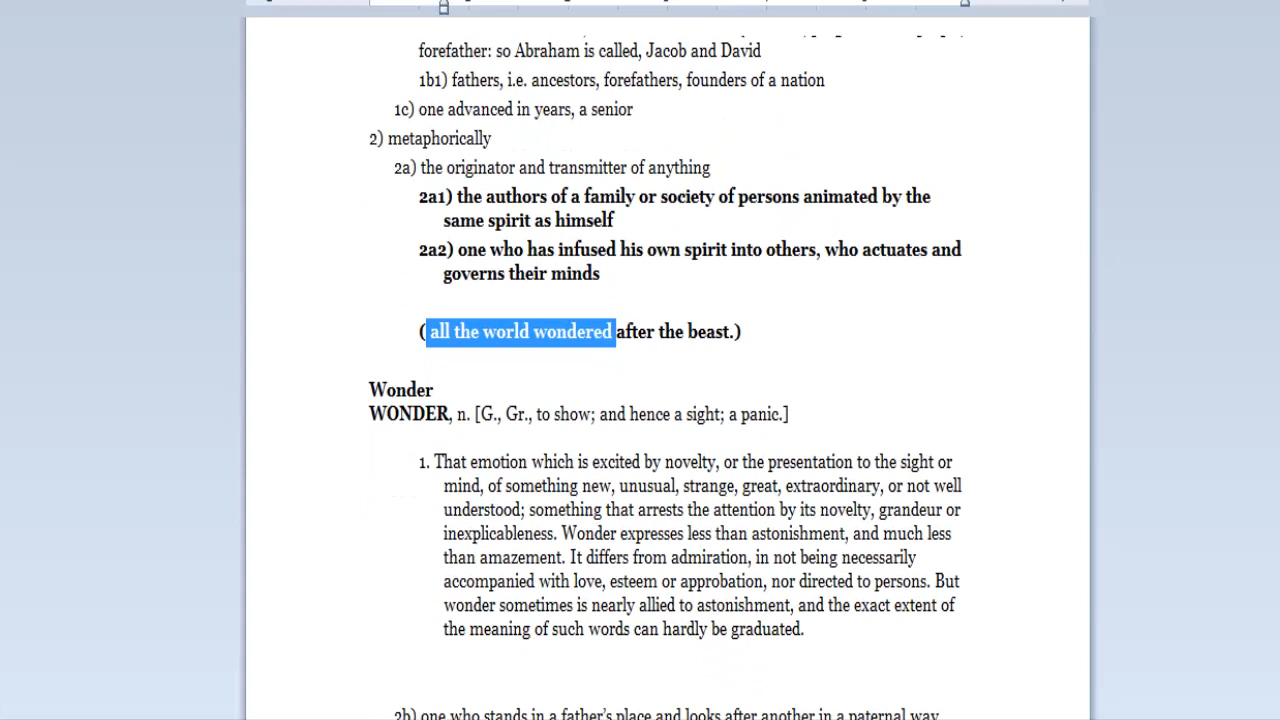 forefather: so Abraham is called, Jacob and David
1b1) fathers, i.e. ancestors, forefathers, founders of a nation
1c) one advanced in years, a senior
2) metaphorically
2a) the originator and transmitter of anything
2a1) the authors of a family or society of persons animated by the
same spirit as himself
2a2) one who has infused his own spirit into others, who actuates and
governs their minds
( all the world wondered after the beast.)
Wonder
WONDER, n. [G., Gr., to show; and hence a sight; a panic.]
1. That emotion which is excited by novelty, or the presentation to the sight or
mind, of something new, unusual, strange, great, extraordinary, or not well
understood; something that arrests the attention by its novelty, grandeur or
inexplicableness. Wonder expresses less than astonishment, and much less
than amazement. It differs from admiration, in not being necessarily
accompanied with love, esteem or approbation, nor directed to persons. But
wonder sometimes is nearly allied to astonishment, and the exact extent of
the meaning of such words can hardly be graduated.
2b) one who stands in a father's place and looks after another in a paternal way